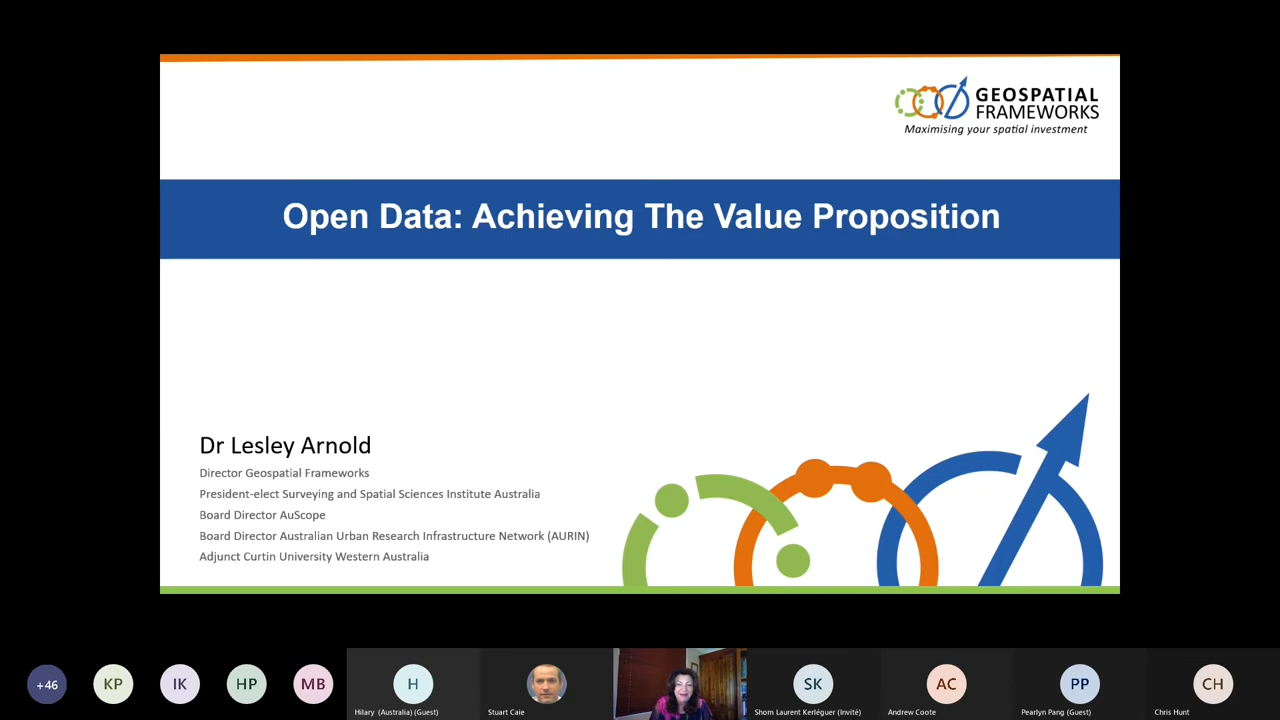 GEOSPATIAL
FRAMEWORKS
Maximising your spatial investment
Open Data: Achieving The Value Proposition
Dr Lesley Arnold
Director Geospatial Frameworks
President-elect Surveying and Spatial Sciences Institute Australia
Board Director AuScope
Board Director Australian Urban Research Infrastructure Network (AURIN)
Adjunct Curtin University Western Australia
+46
KP
IK
HP
MB
H
SK
AC
PP
CH
Hilary (Australia) (Guest)
Stuart Caie
Shom Laurent Kerléguer (Invité)
Andrew Coote
Pearlyn Pang (Guest)
Chris Hunt